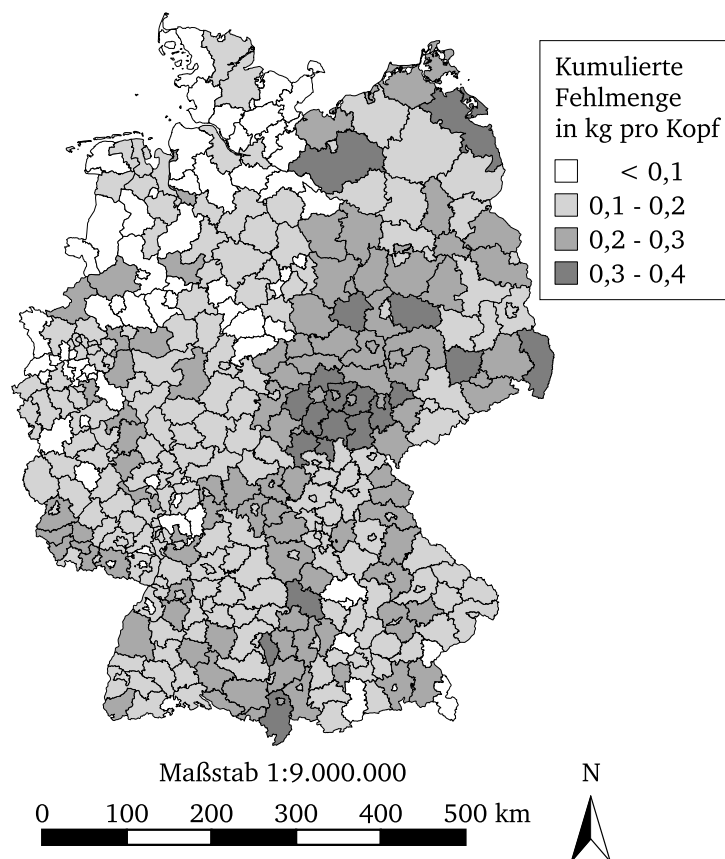 Kumulierte
Fehlmenge
in kg pro Kopf
< 0,1
0,1 - 0,2
0,2 - 0,3
0,3 - 0,4
Maßstab 1:9.000.000
N
0 100 200 300 400 500 km